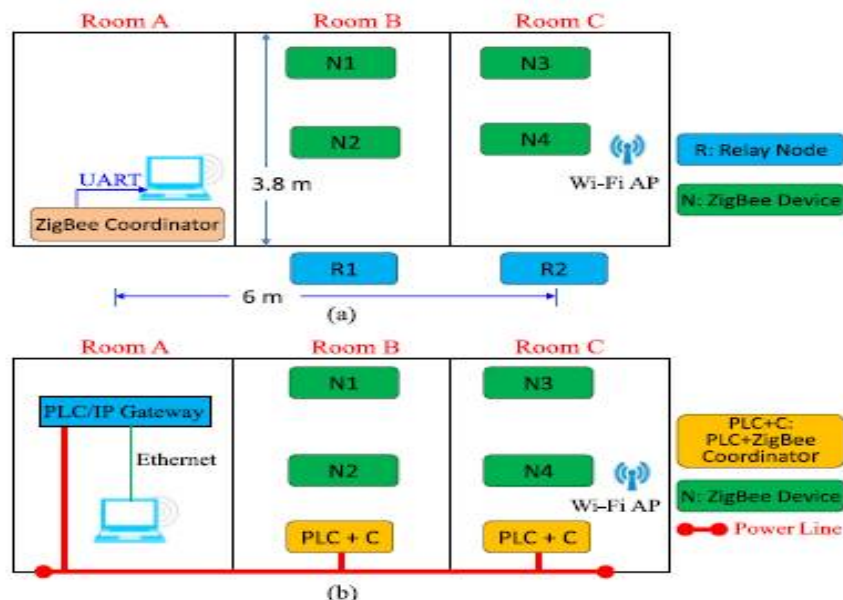 Room A Room B Room C
N1 N3
N2 N4
UART
3.8 m
Wi-Fi AP
ZigBee Coordinator
R: Relay Node
N: ZigBee Device
R1 R2
6 m
(a)
Room A Room B Room C
N1 N3
PLC/IP Gateway
Ethernet
N2 N4
Wi-Fi AP
PLC + C PLC + C
PLC+C:
PLC+ZigBee
Coordinator
N: ZigBee Device
Power Line
(b)